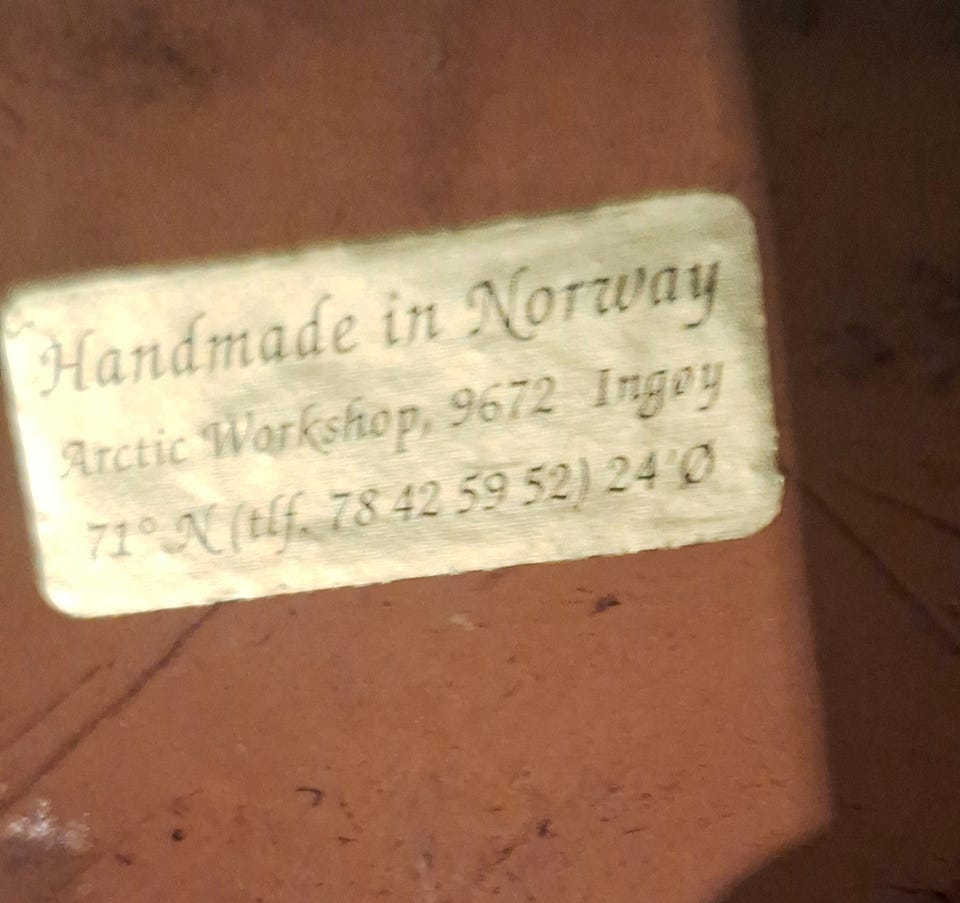 Handmade in Norway
Arctic Workshop, 9672 Ingøy
71° N (tlf. 78 42 59 52) 24°Ø